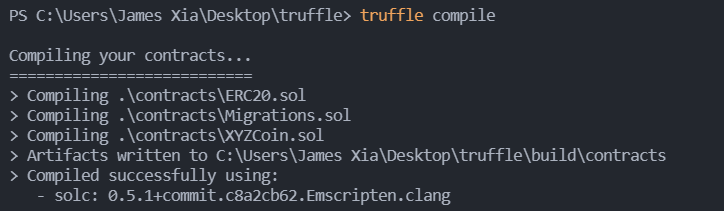 PS C:\Users\James Xia\Desktop\truffle> truffle compile
Compiling your contracts...
===========================
> Compiling .\contracts\ERC20.sol
> Compiling .\contracts\Migrations.sol
> Compiling .\contracts\XYZCoin.sol
> Artifacts written to C:\Users\James Xia\Desktop\truffle\build\contracts
> Compiled successfully using:
   - solc: 0.5.1+commit.c8a2cb62.Emscripten.clang